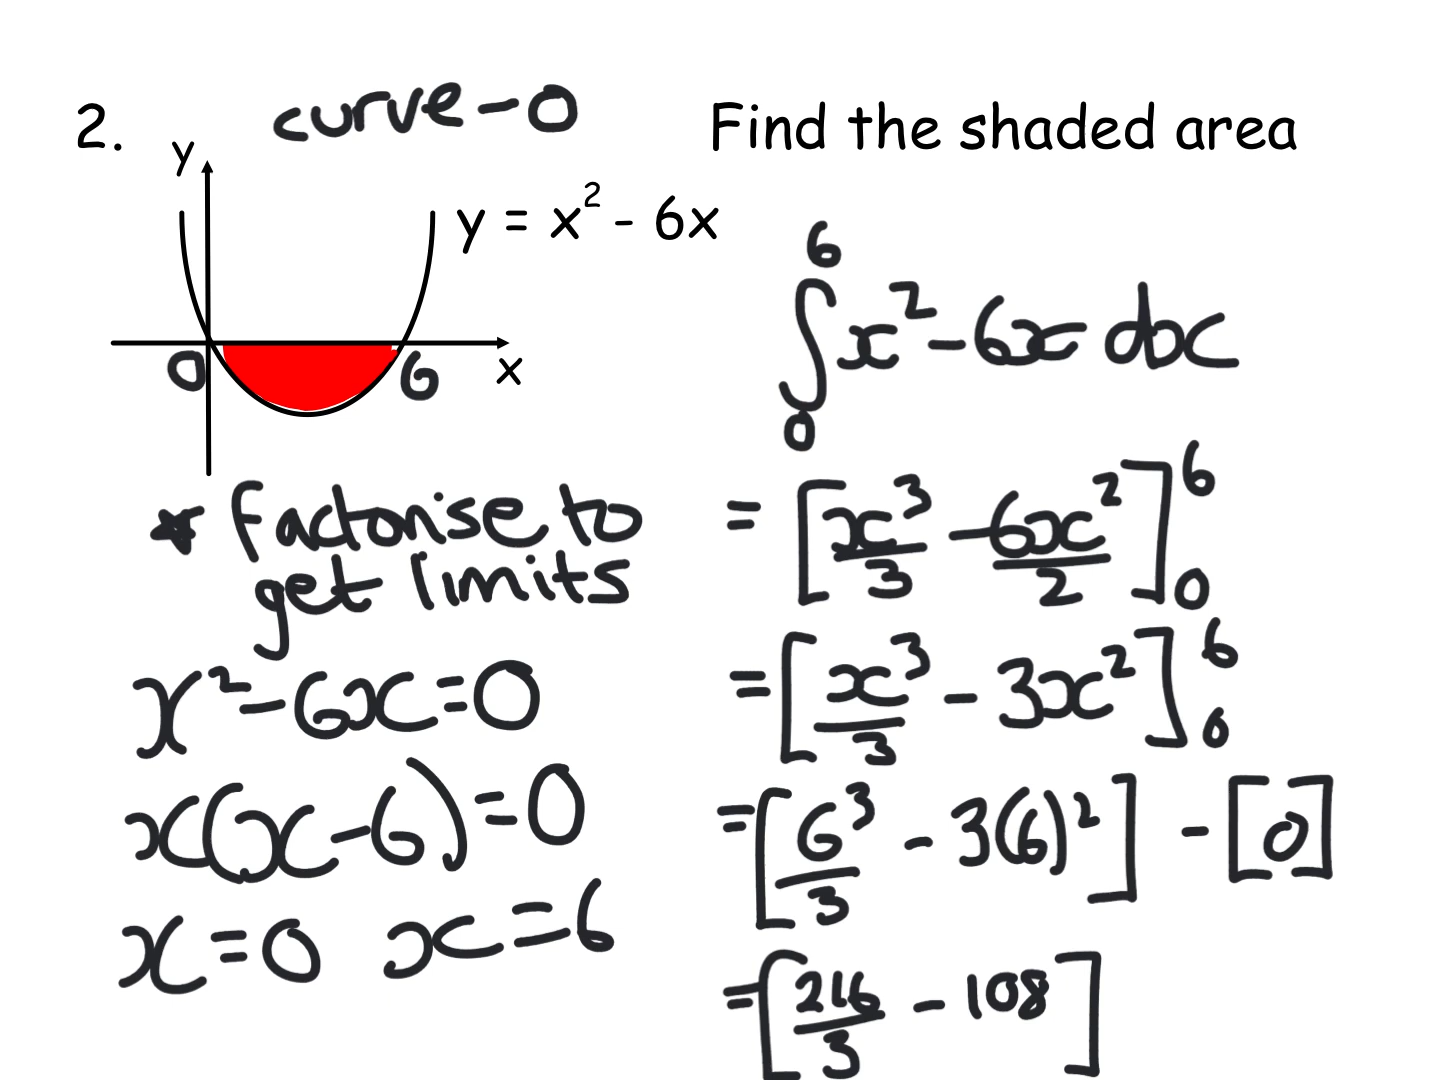 2.
curve - 0
Find the shaded area
y
y = x² - 6x
0 6 x
* factorise to
get limits
x² - 6x = 0
x(x - 6) = 0
x = 0 x = 6
∫₀⁶ x² - 6x dx
= [x³/3 - 6x²/2]₀⁶
= [x³/3 - 3x²]₀⁶
= [6³/3 - 3(6)²] - [0]
= [216/3 - 108]